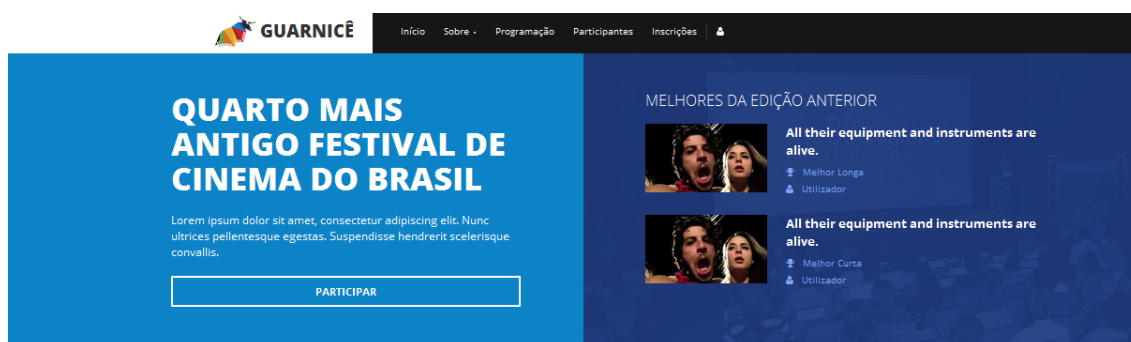 GUARNICÊ
Início Sobre Programação Participantes Inscrições
QUARTO MAIS
ANTIGO FESTIVAL DE
CINEMA DO BRASIL
Lorem ipsum dolor sit amet, consectetur adipiscing elit. Nunc
ultrices pellentesque egestas. Suspendisse hendrerit scelerisque
convallis.
PARTICIPAR
MELHORES DA EDIÇÃO ANTERIOR
All their equipment and instruments are
alive.
Melhor Longa
Utilizador
All their equipment and instruments are
alive.
Melhor Curta
Utilizador